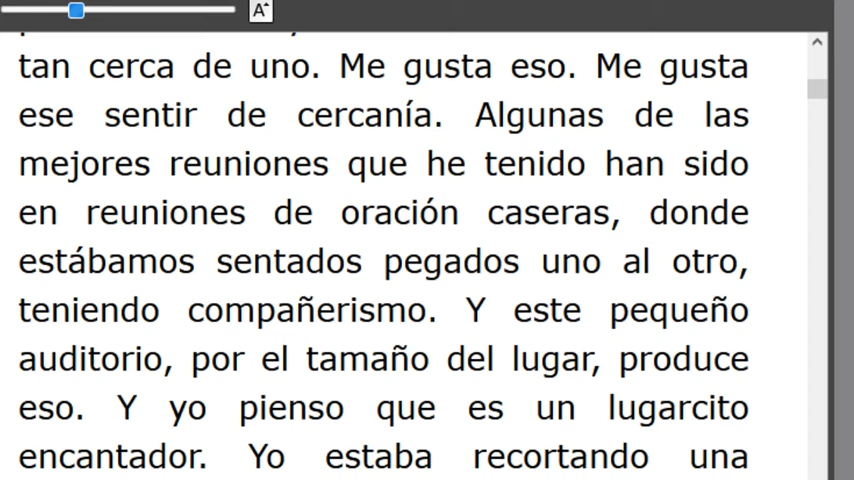 A
tan cerca de uno. Me gusta eso. Me gusta
ese sentir de cercanía. Algunas de las
mejores reuniones que he tenido han sido
en reuniones de oración caseras, donde
estábamos sentados pegados uno al otro,
teniendo compañerismo. Y este pequeño
auditorio, por el tamaño del lugar, produce
eso. Y yo pienso que es un lugarcito
encantador. Yo estaba recortando una